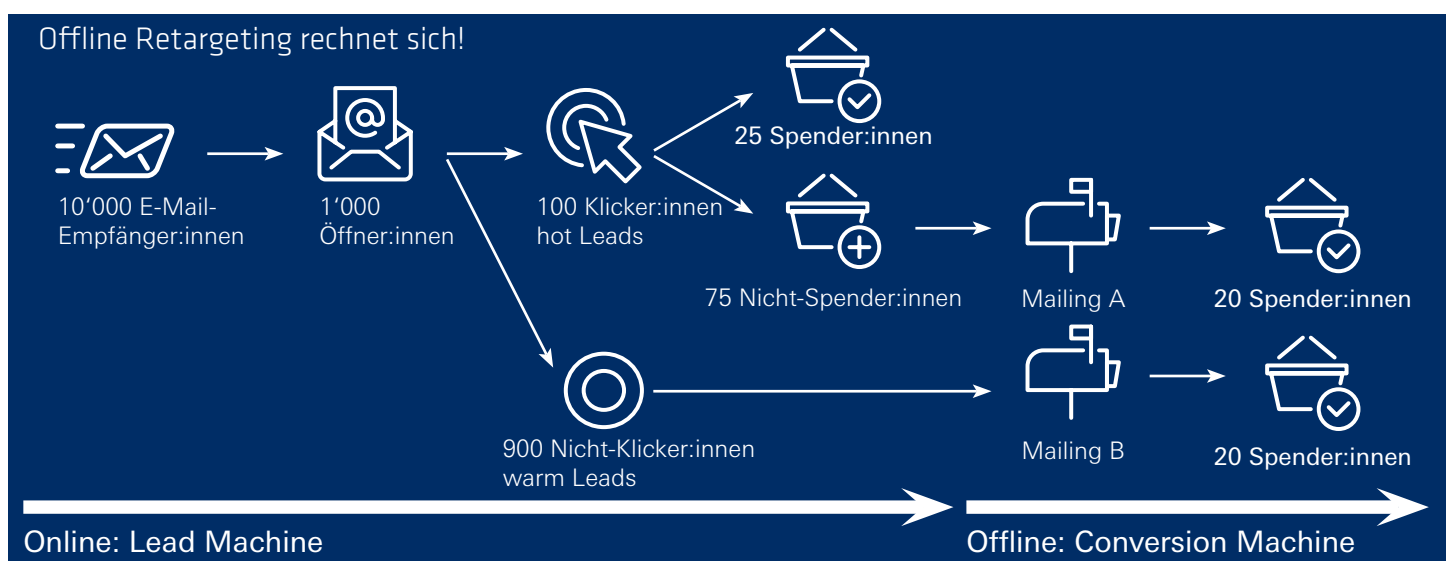 Offline Retargeting rechnet sich!
25 Spender:innen
10‘000 E-Mail-
Empfänger:innen
1‘000
Öffner:innen
100 Klicker:innen
hot Leads
75 Nicht-Spender:innen
Mailing A
20 Spender:innen
900 Nicht-Klicker:innen
warm Leads
Mailing B
20 Spender:innen
Online: Lead Machine
Offline: Conversion Machine